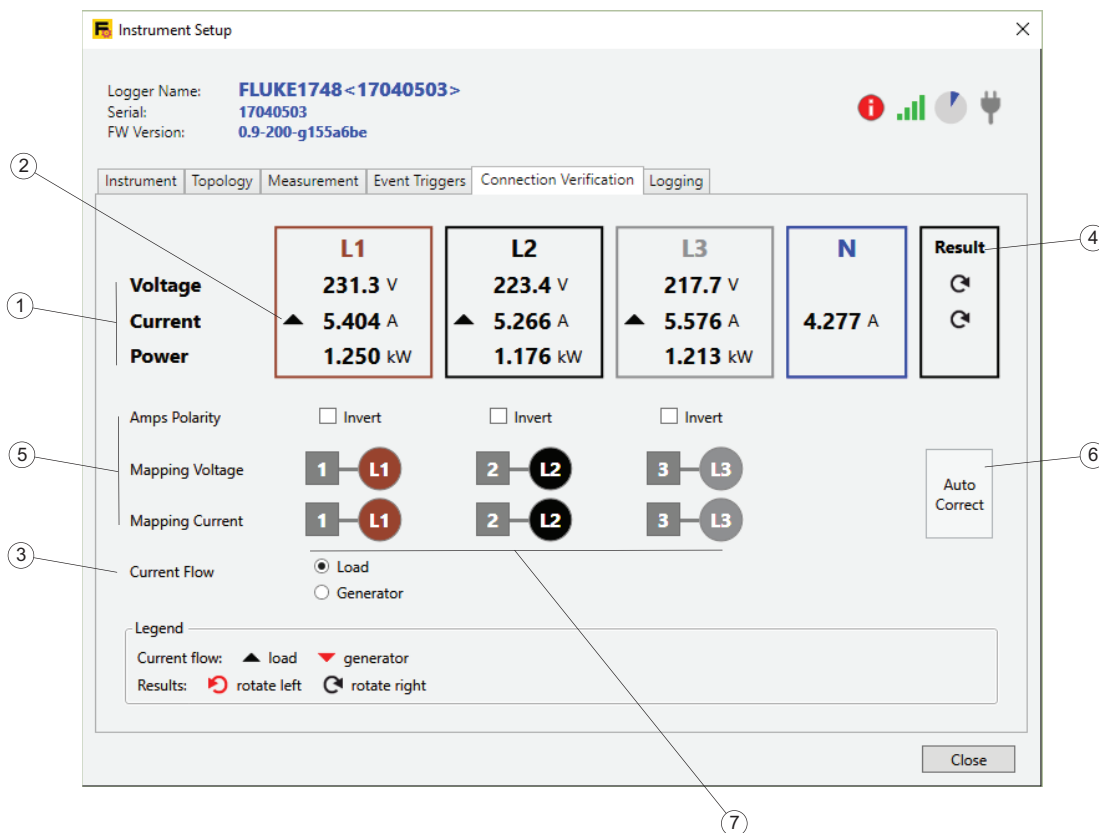 Instrument Setup
Logger Name: FLUKE1748<17040503>
Serial: 17040503
FW Version: 0.9-200-g155a6be
2
Instrument Topology Measurement Event Triggers Connection Verification Logging
L1 L2 L3 N Result
4
Voltage 231.3 V 223.4 V 217.7 V
1
Current 5.404 A 5.266 A 5.576 A 4.277 A
Power 1.250 kW 1.176 kW 1.213 kW
Amps Polarity Invert Invert Invert
5
Mapping Voltage 1 L1 2 L2 3 L3
6
Auto
Correct
Mapping Current 1 L1 2 L2 3 L3
3
Current Flow Load
Generator
Legend
Current flow: load generator
Results: rotate left rotate right
Close
7